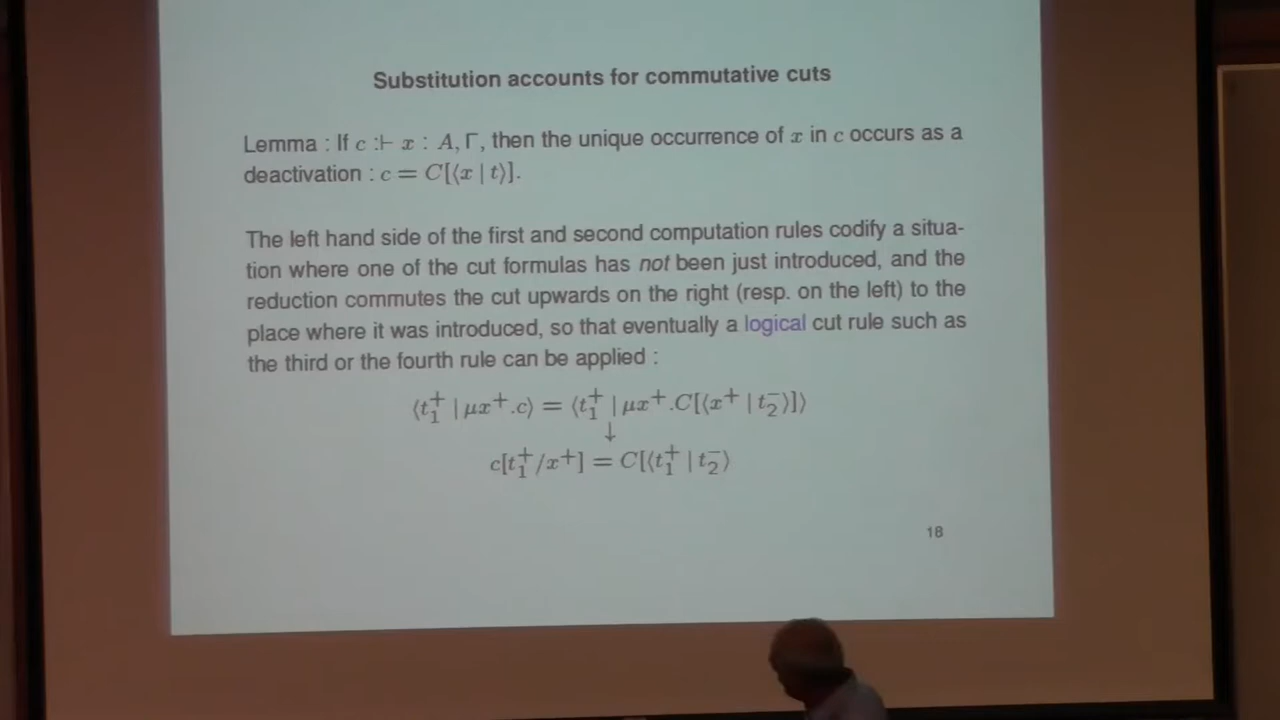 Substitution accounts for commutative cuts
Lemma : If c :⊢ x : A, Γ, then the unique occurrence of x in c occurs as a
deactivation : c = C[⟨x | t⟩].
The left hand side of the first and second computation rules codify a situa-
tion where one of the cut formulas has not been just introduced, and the
reduction commutes the cut upwards on the right (resp. on the left) to the
place where it was introduced, so that eventually a logical cut rule such as
the third or the fourth rule can be applied :
⟨t₁⁺ | μx⁺.c⟩ = ⟨t₁⁺ | μx⁺.C[⟨x⁺ | t₂⁻⟩]⟩
↓
c[t₁⁺/x⁺] = C[⟨t₁⁺ | t₂⁻⟩
18